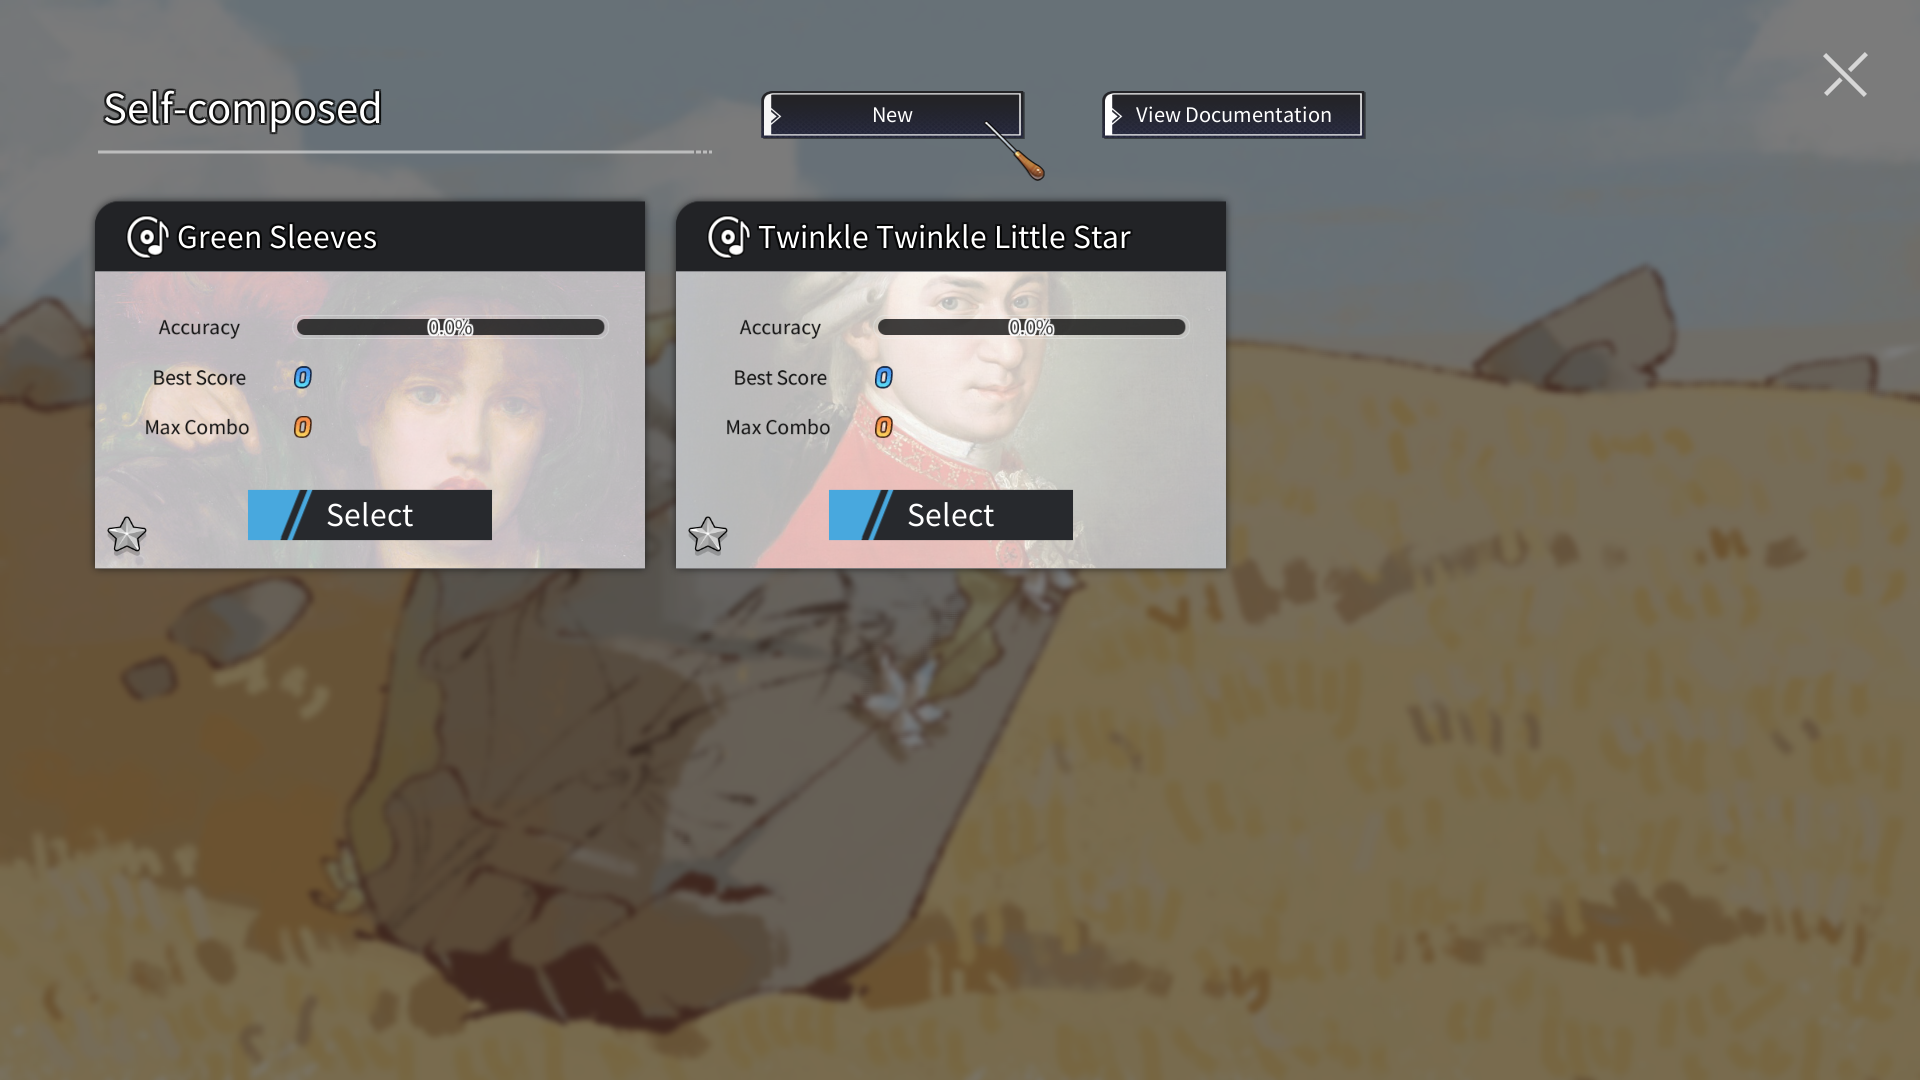 Self-composed
New
View Documentation
Green Sleeves
Accuracy
0.0%
Best Score
0
Max Combo
0
Select
Twinkle Twinkle Little Star
Accuracy
0.0%
Best Score
0
Max Combo
0
Select